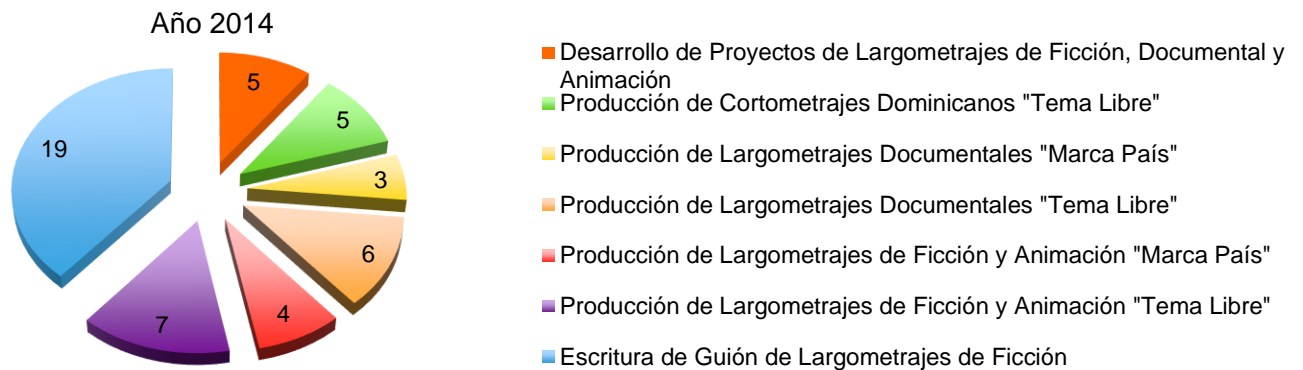 Año 2014
5
5
3
6
4
7
19
Desarrollo de Proyectos de Largometrajes de Ficción, Documental y
Animación
Producción de Cortometrajes Dominicanos "Tema Libre"
Producción de Largometrajes Documentales "Marca País"
Producción de Largometrajes Documentales "Tema Libre"
Producción de Largometrajes de Ficción y Animación "Marca País"
Producción de Largometrajes de Ficción y Animación "Tema Libre"
Escritura de Guión de Largometrajes de Ficción